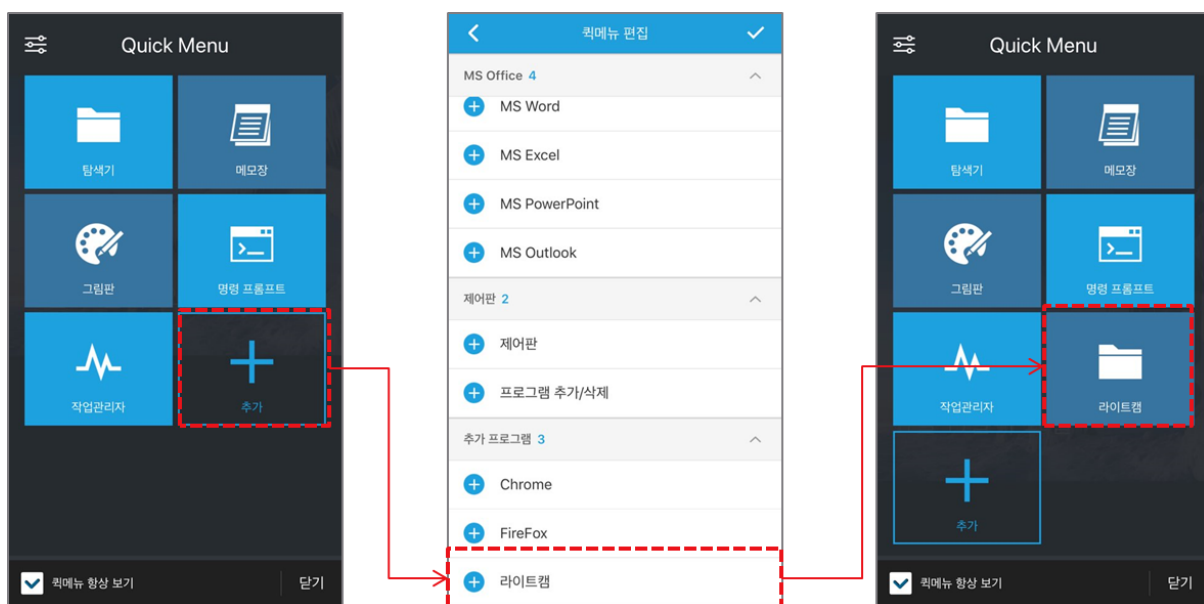 Quick Menu
탐색기
메모장
그림판
명령 프롬프트
작업관리자
추가
퀵메뉴 항상 보기
닫기
퀵메뉴 편집
MS Office 4
MS Word
MS Excel
MS PowerPoint
MS Outlook
제어판 2
제어판
프로그램 추가/삭제
추가 프로그램 3
Chrome
FireFox
라이트캠
Quick Menu
탐색기
메모장
그림판
명령 프롬프트
작업관리자
라이트캠
추가
퀵메뉴 항상 보기
닫기